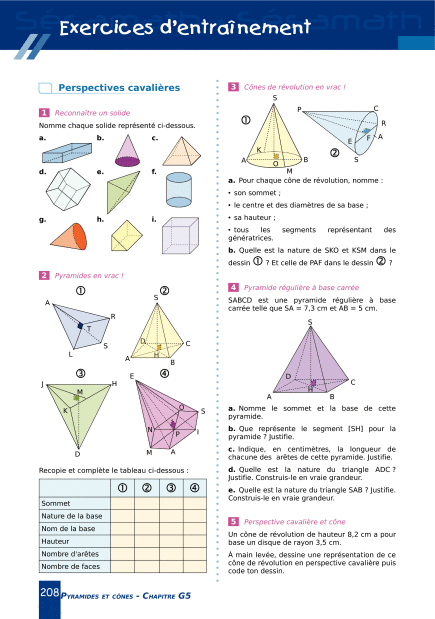 Exercices d'entraînement
Perspectives cavalières
1 Reconnaître un solide
Nomme chaque solide représenté ci-dessous.
a. b. c.
d. e. f.
g. h. i.
2 Pyramides en vrac !
① ②
A R T S L
S D C H A B
③ ④
J M H K D
E O S N P I M A
Recopie et complète le tableau ci-dessous :
① ② ③ ④
Sommet
Nature de la base
Nom de la base
Hauteur
Nombre d'arêtes
Nombre de faces
3 Cônes de révolution en vrac !
① S K A O B M
② P C R A F E S
a. Pour chaque cône de révolution, nomme :
• son sommet ;
• le centre et des diamètres de sa base ;
• sa hauteur ;
• tous les segments représentant des
génératrices.
b. Quelle est la nature de SKO et KSM dans le
dessin ① ? Et celle de PAF dans le dessin ② ?
4 Pyramide régulière à base carrée
SABCD est une pyramide régulière à base
carrée telle que SA = 7,3 cm et AB = 5 cm.
S
D C
H
A B
a. Nomme le sommet et la base de cette
pyramide.
b. Que représente le segment [SH] pour la
pyramide ? Justifie.
c. Indique, en centimètres, la longueur de
chacune des arêtes de cette pyramide. Justifie.
d. Quelle est la nature du triangle ADC ?
Justifie. Construis-le en vraie grandeur.
e. Quelle est la nature du triangle SAB ? Justifie.
Construis-le en vraie grandeur.
5 Perspective cavalière et cône
Un cône de révolution de hauteur 8,2 cm a pour
base un disque de rayon 3,5 cm.
À main levée, dessine une représentation de ce
cône de révolution en perspective cavalière puis
code ton dessin.
208 Pyramides et cônes - Chapitre G5